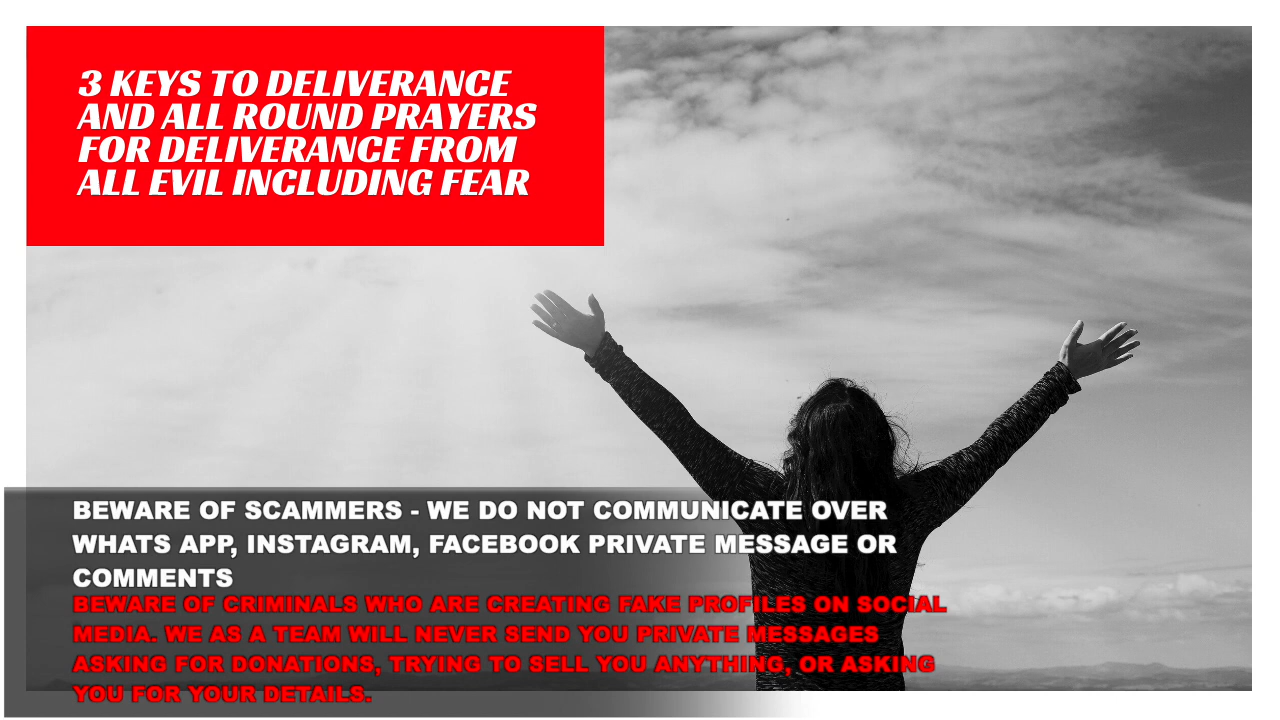 3 KEYS TO DELIVERANCE
AND ALL ROUND PRAYERS
FOR DELIVERANCE FROM
ALL EVIL INCLUDING FEAR
BEWARE OF SCAMMERS - WE DO NOT COMMUNICATE OVER
WHATS APP, INSTAGRAM, FACEBOOK PRIVATE MESSAGE OR
COMMENTS
BEWARE OF CRIMINALS WHO ARE CREATING FAKE PROFILES ON SOCIAL
MEDIA. WE AS A TEAM WILL NEVER SEND YOU PRIVATE MESSAGES
ASKING FOR DONATIONS, TRYING TO SELL YOU ANYTHING, OR ASKING
YOU FOR YOUR DETAILS.